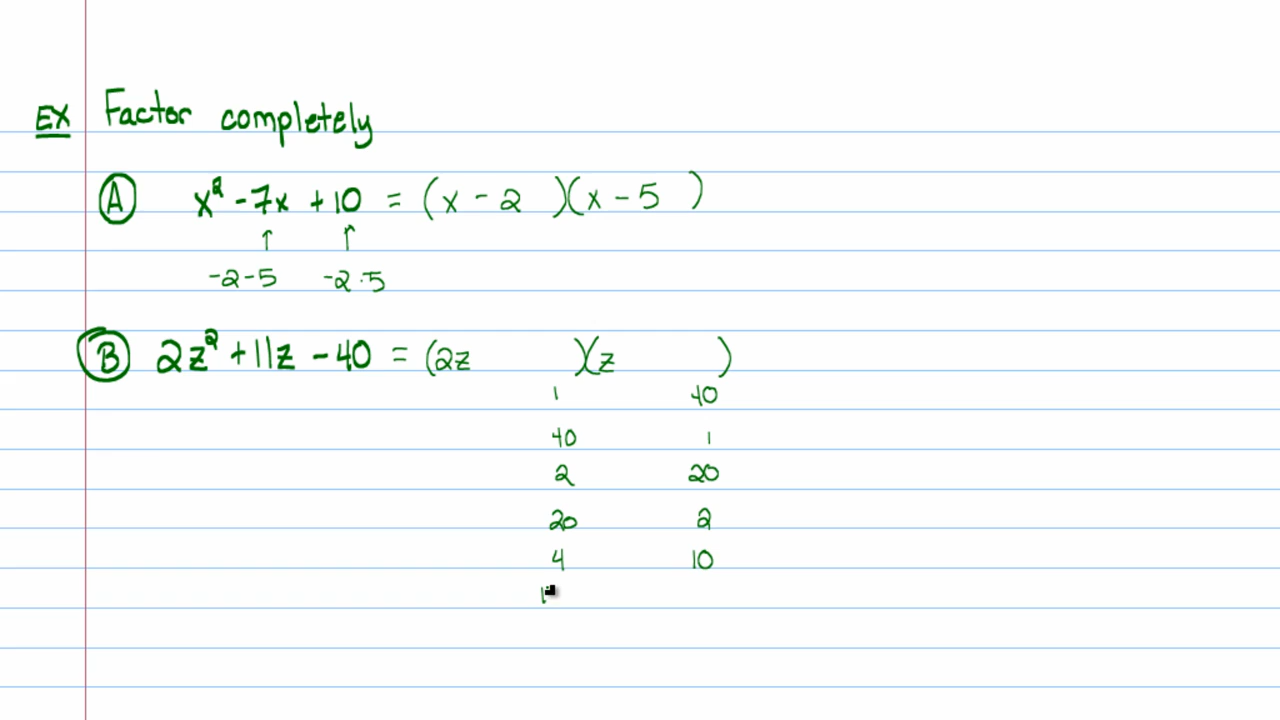 EX Factor completely
Ⓐ x² - 7x + 10 = (x - 2 )(x - 5 )
↑ ↑
-2-5 -2·5
Ⓑ 2z² + 11z - 40 = (2z )(z )
1 40
40 1
2 20
20 2
4 10
1